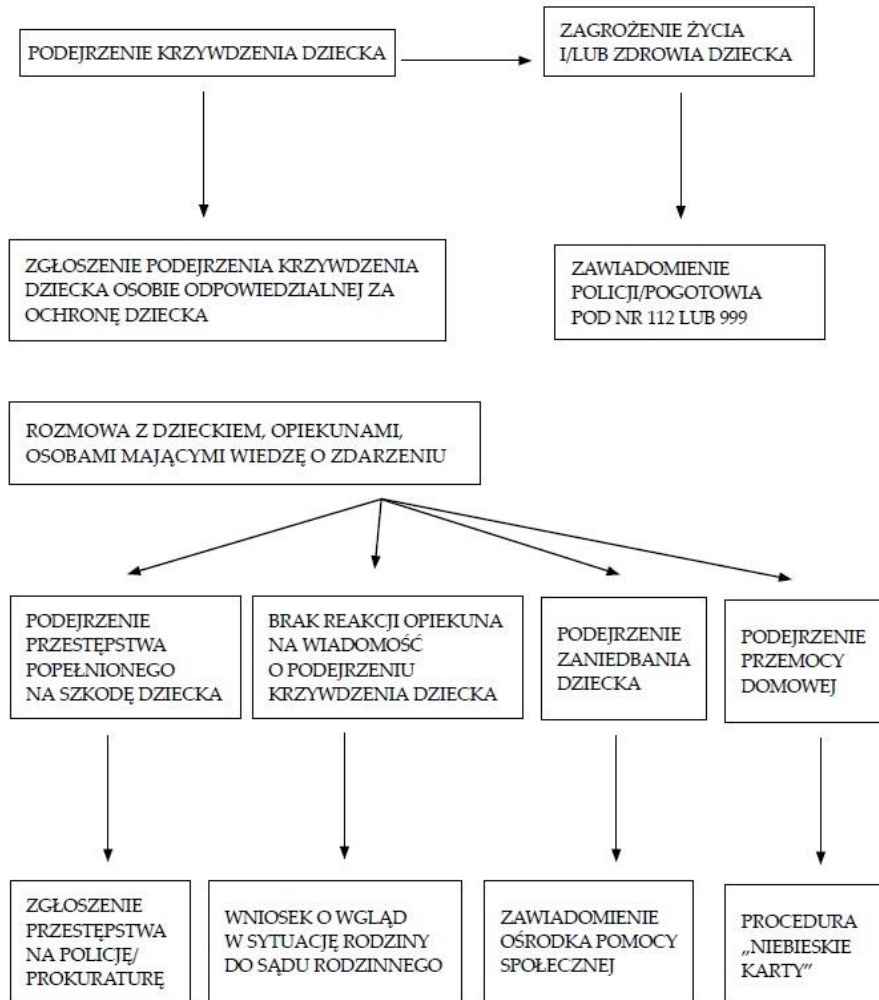 PODEJRZENIE KRZYWDZENIA DZIECKA
ZAGROŻENIE ŻYCIA
I/LUB ZDROWIA DZIECKA
ZGŁOSZENIE PODEJRZENIA KRZYWDZENIA
DZIECKA OSOBIE ODPOWIEDZIALNEJ ZA
OCHRONĘ DZIECKA
ZAWIADOMIENIE
POLICJI/POGOTOWIA
POD NR 112 LUB 999
ROZMOWA Z DZIECKIEM, OPIEKUNAMI,
OSOBAMI MAJĄCYMI WIEDZĘ O ZDARZENIU
PODEJRZENIE
PRZESTĘPSTWA
POPEŁNIONEGO
NA SZKODĘ DZIECKA
BRAK REAKCJI OPIEKUNA
NA WIADOMOŚĆ
O PODEJRZENIU
KRZYWDZENIA DZIECKA
PODEJRZENIE
ZANIEDBANIA
DZIECKA
PODEJRZENIE
PRZEMOCY
DOMOWEJ
ZGŁOSZENIE
PRZESTĘPSTWA
NA POLICJĘ/
PROKURATURĘ
WNIOSEK O WGLĄD
W SYTUACJĘ RODZINY
DO SĄDU RODZINNEGO
ZAWIADOMIENIE
OŚRODKA POMOCY
SPOŁECZNEJ
PROCEDURA
„NIEBIESKIE
KARTY”